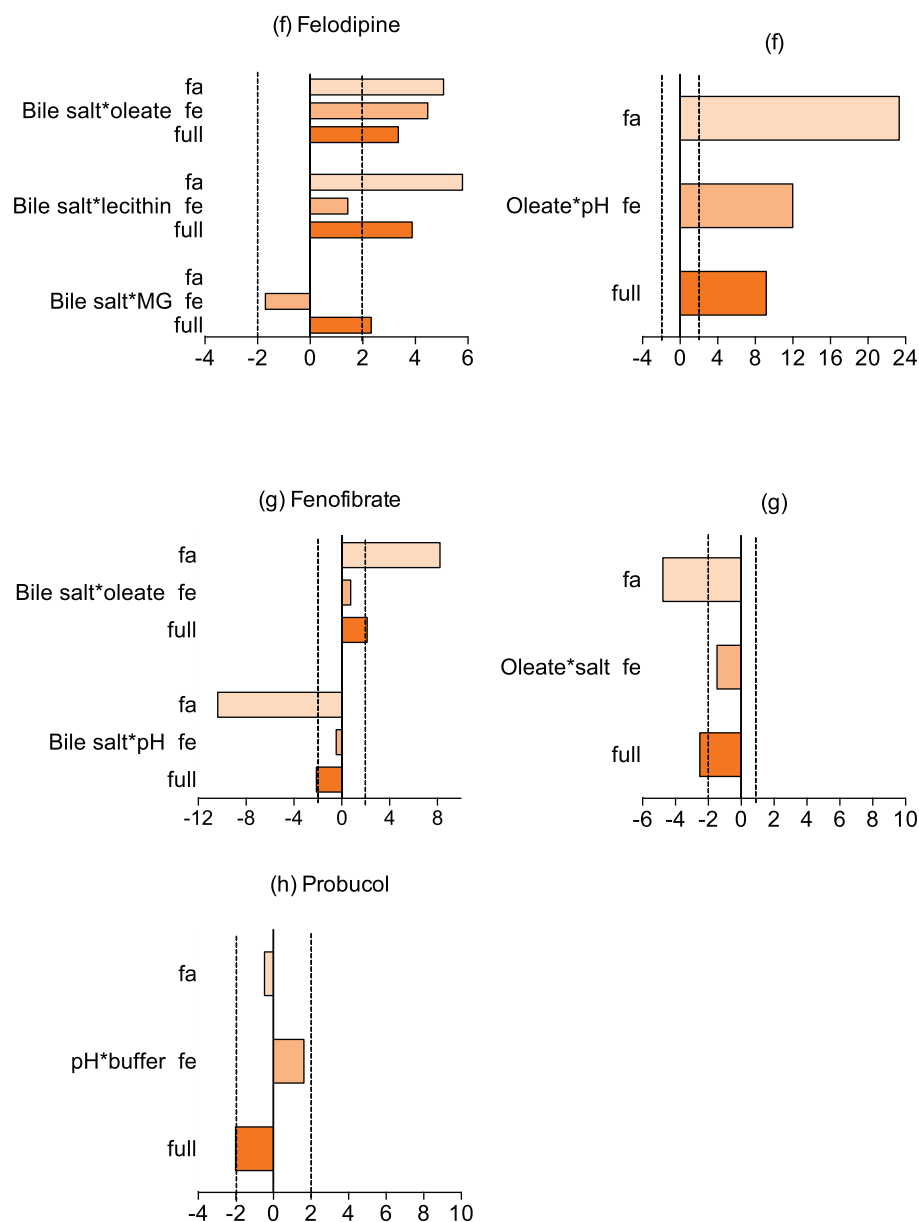 (f) Felodipine
fa
Bile salt*oleate fe
full
fa
Bile salt*lecithin fe
full
fa
Bile salt*MG fe
full
-4 -2 0 2 4 6
(f)
fa
Oleate*pH fe
full
-4 0 4 8 12 16 20 24
(g) Fenofibrate
fa
Bile salt*oleate fe
full
fa
Bile salt*pH fe
full
-12 -8 -4 0 4 8
(g)
fa
Oleate*salt fe
full
-6 -4 -2 0 2 4 6 8 10
(h) Probucol
fa
pH*buffer fe
full
-4 -2 0 2 4 6 8 10